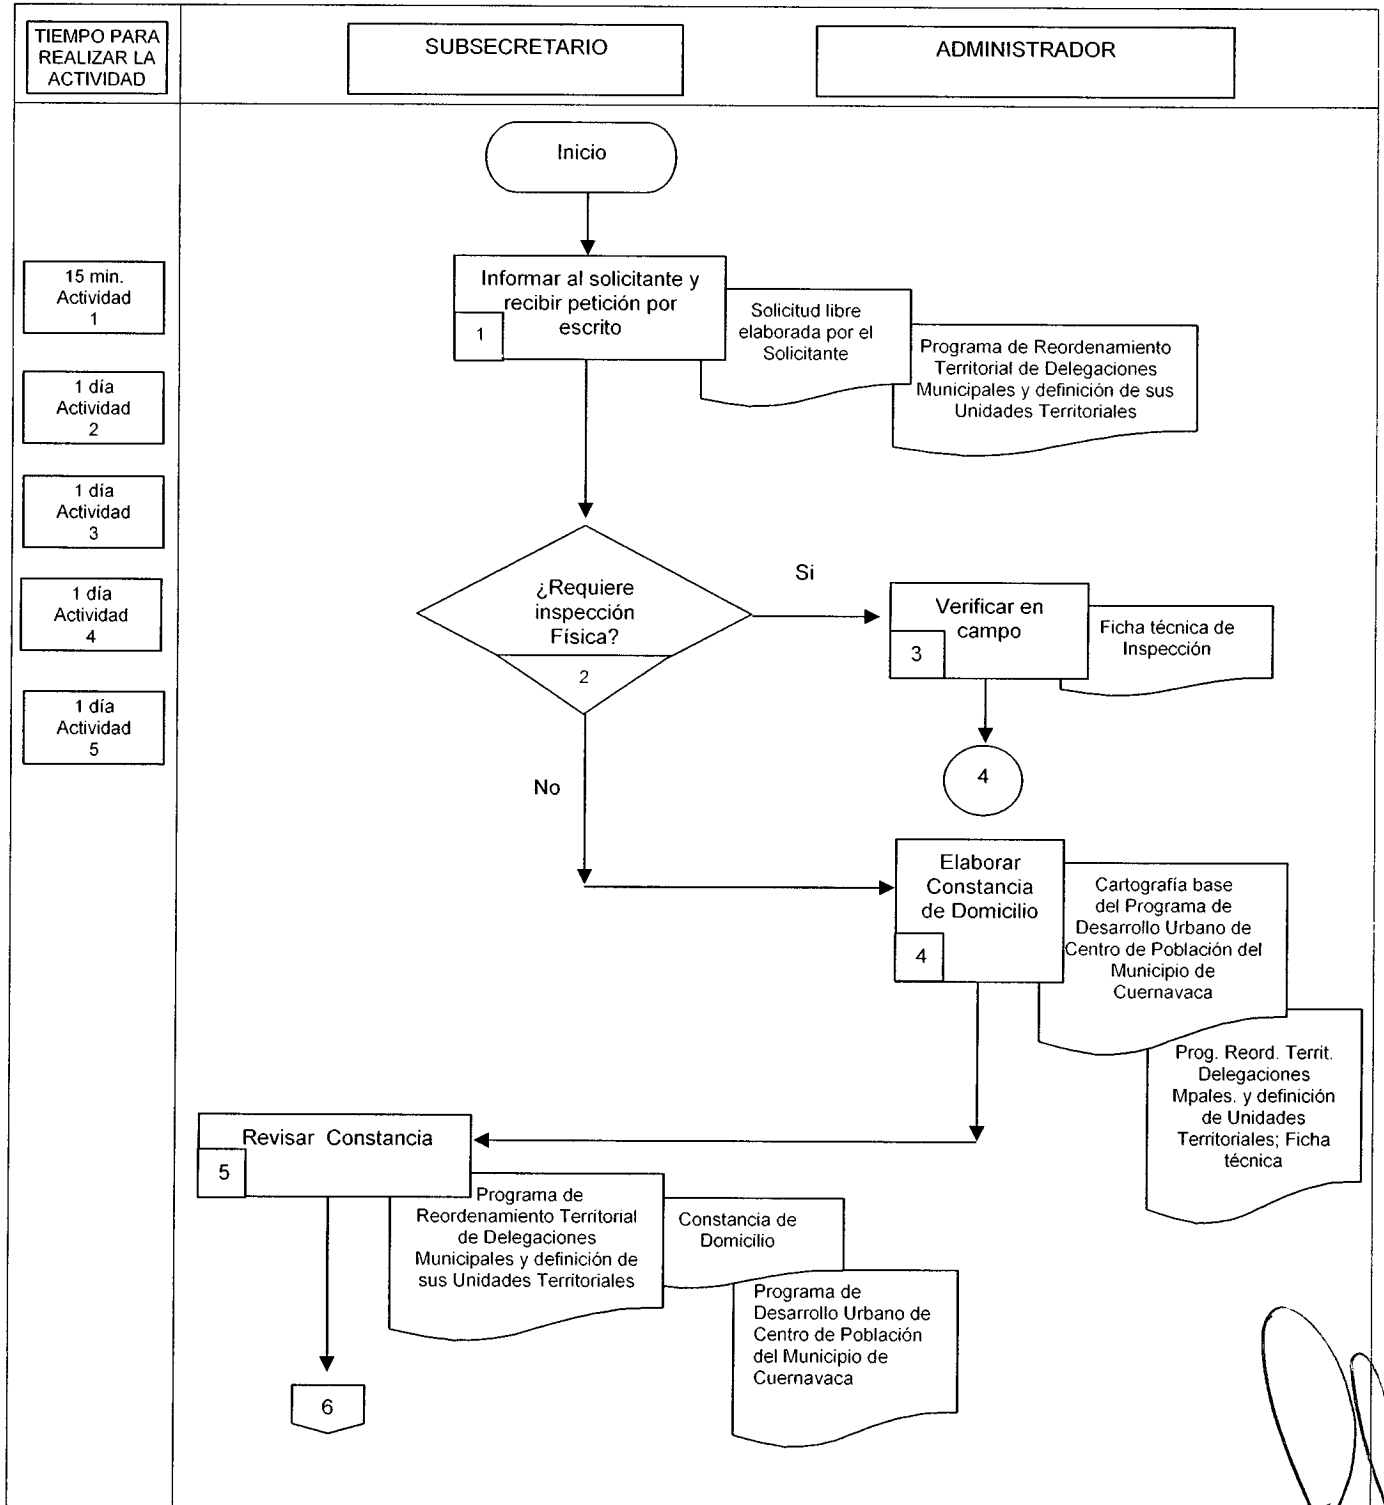 TIEMPO PARA
REALIZAR LA
ACTIVIDAD
SUBSECRETARIO
ADMINISTRADOR
Inicio
15 min.
Actividad
1
Informar al solicitante y
recibir petición por
escrito
1
Solicitud libre
elaborada por el
Solicitante
Programa de Reordenamiento
Territorial de Delegaciones
Municipales y definición de sus
Unidades Territoriales
1 día
Actividad
2
1 día
Actividad
3
¿Requiere
inspección
Física?
2
Si
No
Verificar en
campo
3
Ficha técnica de
Inspección
1 día
Actividad
4
1 día
Actividad
5
4
Elaborar
Constancia
de Domicilio
4
Cartografía base
del Programa de
Desarrollo Urbano de
Centro de Población del
Municipio de
Cuernavaca
Prog. Reord. Territ.
Delegaciones
Mpales. y definición
de Unidades
Territoriales; Ficha
técnica
Revisar Constancia
5
Programa de
Reordenamiento Territorial
de Delegaciones
Municipales y definición de
sus Unidades Territoriales
Constancia de
Domicilio
Programa de
Desarrollo Urbano de
Centro de Población
del Municipio de
Cuernavaca
6